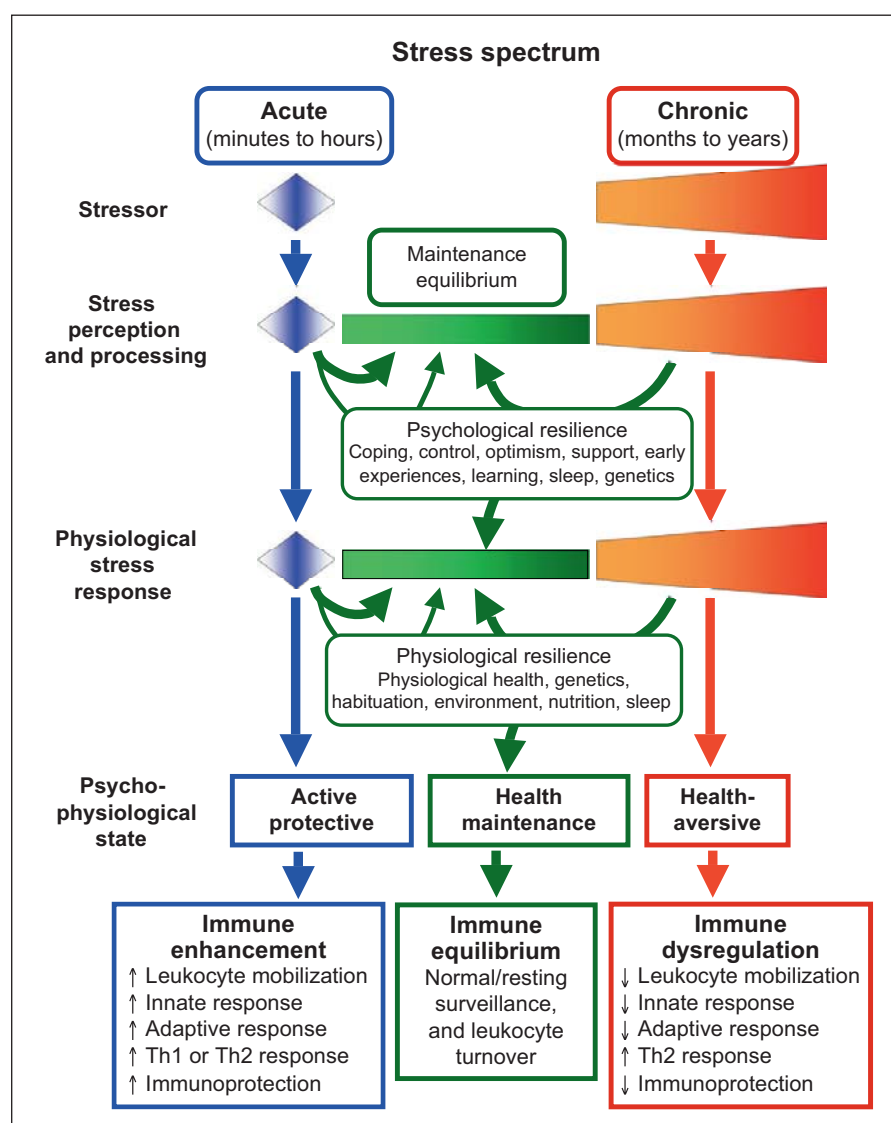 Stress spectrum
Acute
(minutes to hours)
Chronic
(months to years)
Stressor
Maintenance
equilibrium
Stress
perception
and processing
Psychological resilience
Coping, control, optimism, support, early
experiences, learning, sleep, genetics
Physiological
stress
response
Physiological resilience
Physiological health, genetics,
habituation, environment, nutrition, sleep
Psycho-
physiological
state
Active
protective
Health
maintenance
Health-
aversive
Immune
enhancement
↑ Leukocyte mobilization
↑ Innate response
↑ Adaptive response
↑ Th1 or Th2 response
↑ Immunoprotection
Immune
equilibrium
Normal/resting
surveillance,
and leukocyte
turnover
Immune
dysregulation
↓ Leukocyte mobilization
↓ Innate response
↓ Adaptive response
↑ Th2 response
↓ Immunoprotection